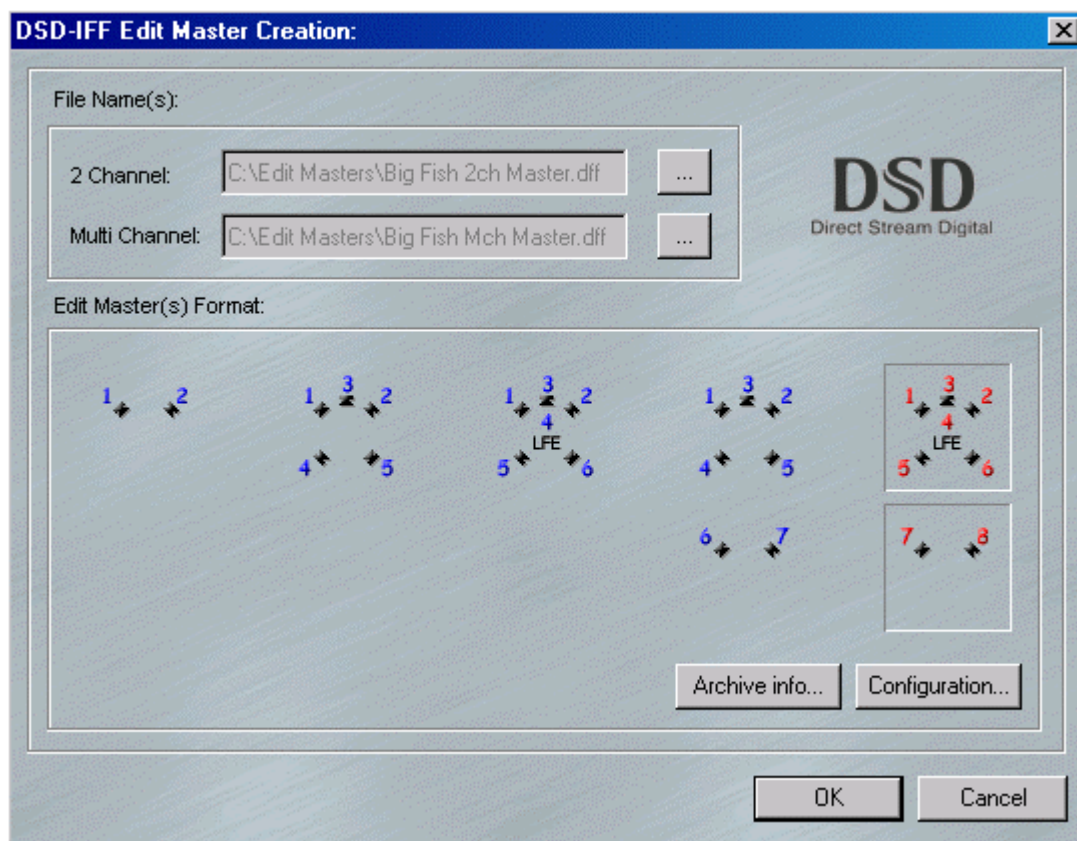 DSD-IFF Edit Master Creation:
File Name(s):
2 Channel: C:\Edit Masters\Big Fish 2ch Master.dff ...
Multi Channel: C:\Edit Masters\Big Fish Mch Master.dff ...
DSD
Direct Stream Digital
Edit Master(s) Format:
1 2
1 3 2
4 5
1 3 2
4
LFE
5 6
1 3 2
4 5
6 7
1 3 2
4
LFE
5 6
7 8
Archive info... Configuration...
OK Cancel